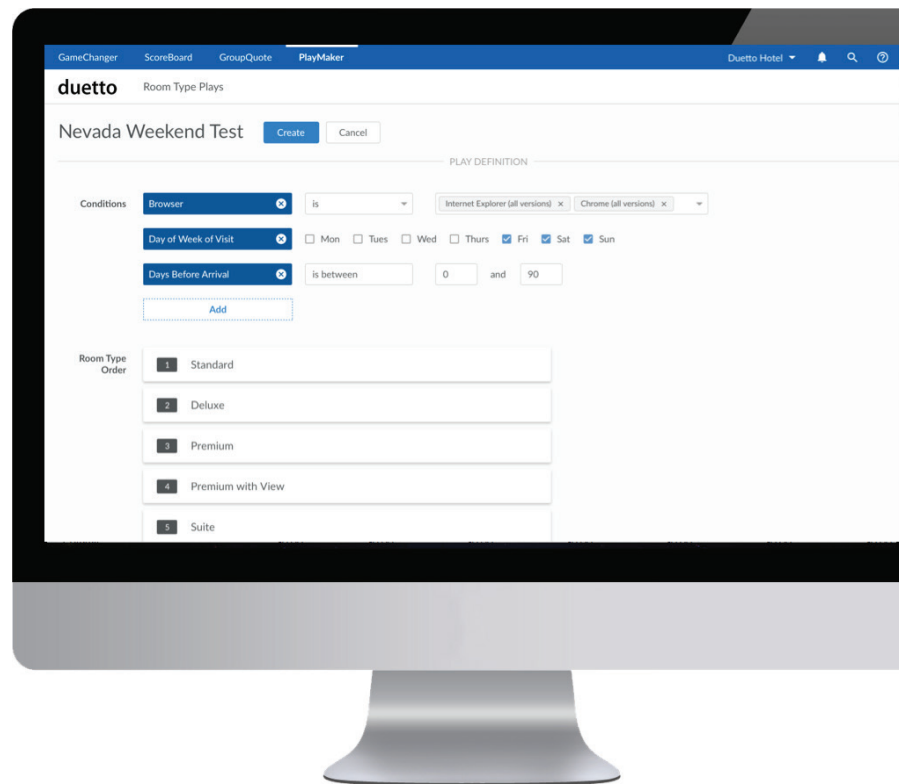 GameChanger ScoreBoard GroupQuote PlayMaker Duetto Hotel
duetto Room Type Plays
Nevada Weekend Test Create Cancel
PLAY DEFINITION
Conditions Browser is Internet Explorer (all versions) × Chrome (all versions) ×
Day of Week of Visit Mon Tues Wed Thurs Fri Sat Sun
Days Before Arrival is between 0 and 90
Add
Room Type
Order
1 Standard
2 Deluxe
3 Premium
4 Premium with View
5 Suite